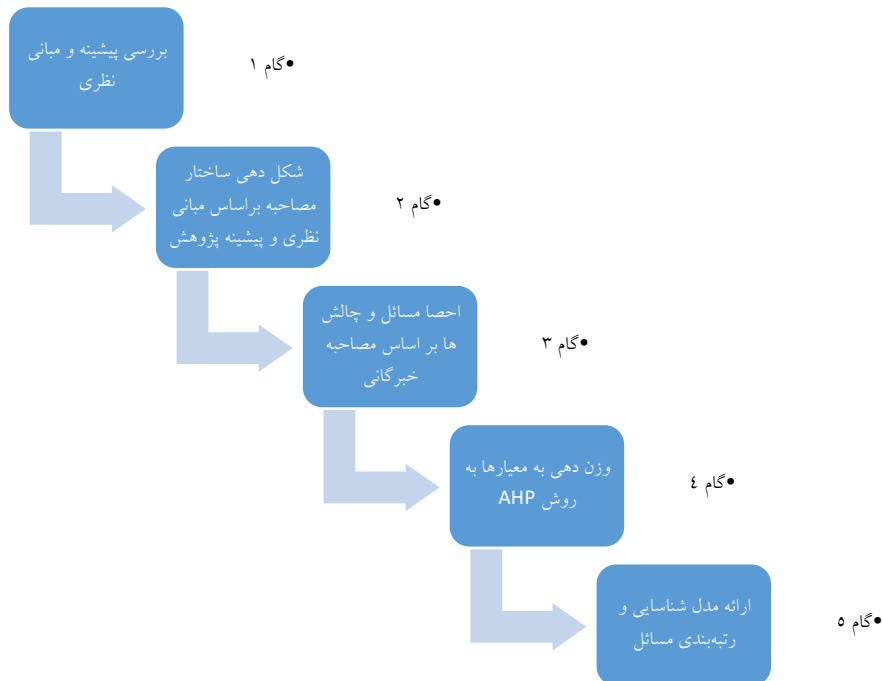 بررسی پیشینه و مبانی
نظری
•گام ۱
شکل دهی ساختار
مصاحبه براساس مبانی
نظری و پیشینه پژوهش
•گام ۲
احصا مسائل و چالش
ها بر اساس مصاحبه
خبرگانی
•گام ۳
وزن دهی به معیارها به
روش AHP
•گام ٤
ارائه مدل شناسایی و
رتبه‌بندی مسائل
•گام ٥